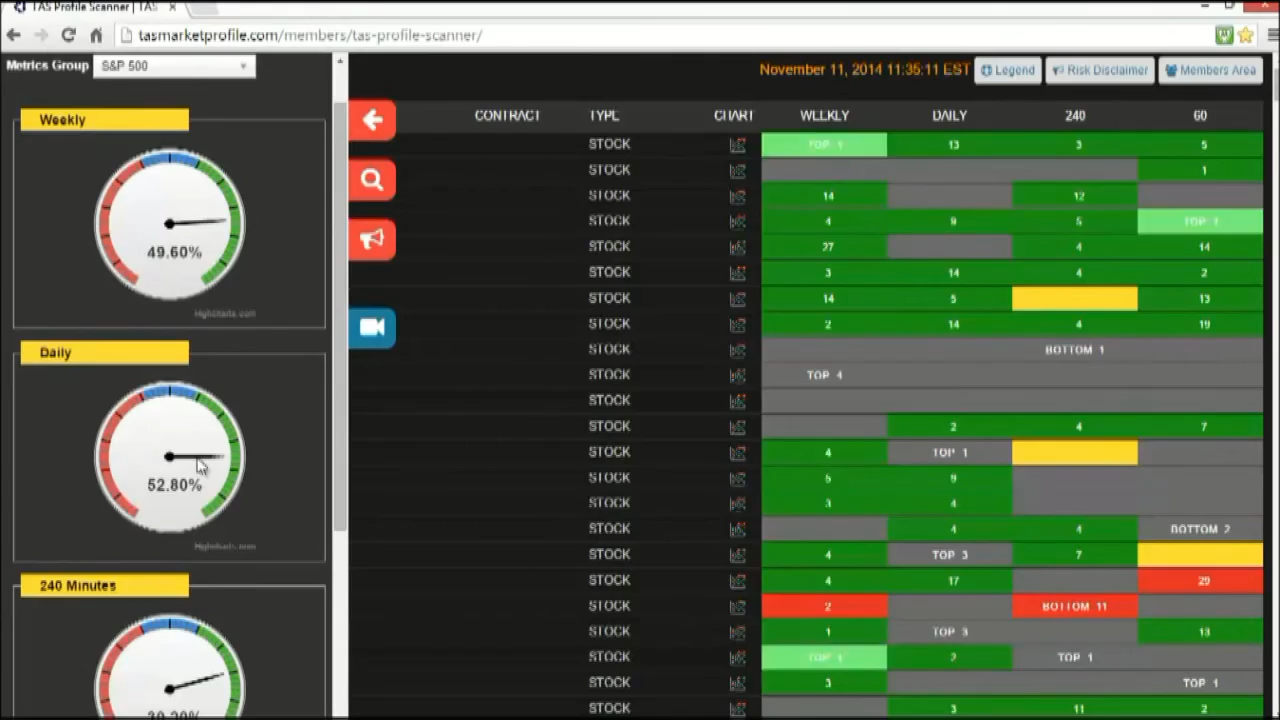 TAS Profile Scanner | TAS
tasmarketprofile.com/members/tas-profile-scanner/
Metrics Group S&P 500
November 11, 2014 11:35:11 EST Legend Risk Disclaimer Members Area
Weekly
49.60%
Highcharts.com
Daily
52.80%
Highcharts.com
240 Minutes
CONTRACT TYPE CHART WEEKLY DAILY 240 60
STOCK TOP 1 13 3 5
STOCK 1
STOCK 14 12
STOCK 4 9 5 TOP 1
STOCK 27 4 14
STOCK 3 14 4 2
STOCK 14 5 13
STOCK 2 14 4 19
STOCK BOTTOM 1
STOCK TOP 4
STOCK
STOCK 2 4 7
STOCK 4 TOP 1
STOCK 5 9
STOCK 3 4
STOCK 4 4 BOTTOM 2
STOCK 4 TOP 3 7
STOCK 4 17 29
STOCK 2 BOTTOM 11
STOCK 1 TOP 3 13
STOCK TOP 1 2 TOP 1
STOCK 3 TOP 1
STOCK 3 11 2